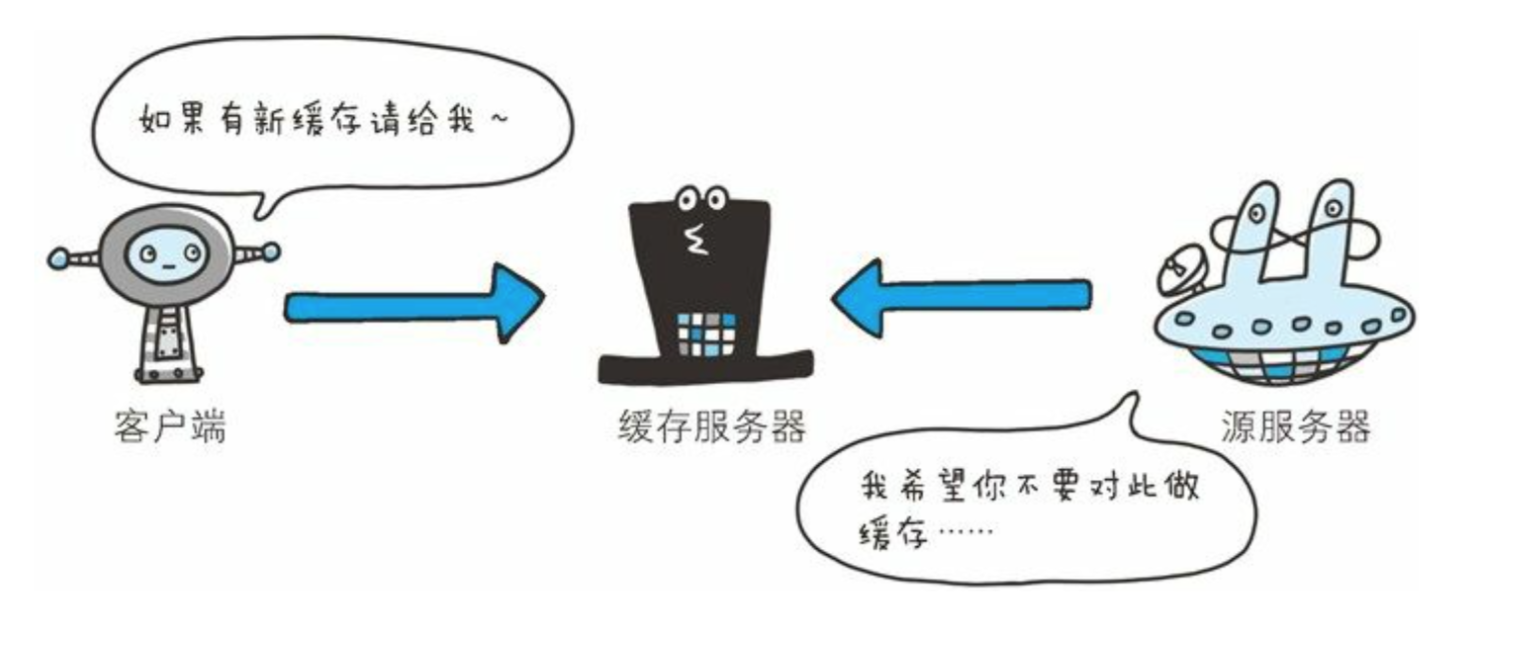 如果有新缓存请给我～
客户端
缓存服务器
源服务器
我希望你不要对此做
缓存……